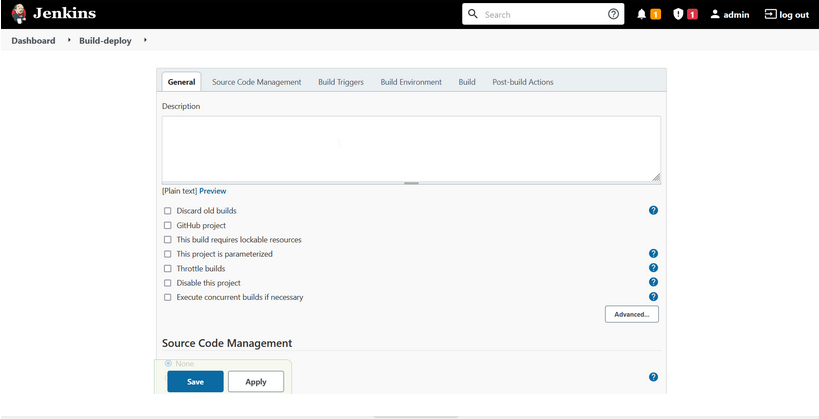 Jenkins
Search
?
1
1
admin
log out
Dashboard
Build-deploy
General
Source Code Management
Build Triggers
Build Environment
Build
Post-build Actions
Description
[Plain text] Preview
Discard old builds
?
GitHub project
This build requires lockable resources
This project is parameterized
?
Throttle builds
?
Disable this project
?
Execute concurrent builds if necessary
?
Advanced...
Source Code Management
None
?
Save
Apply